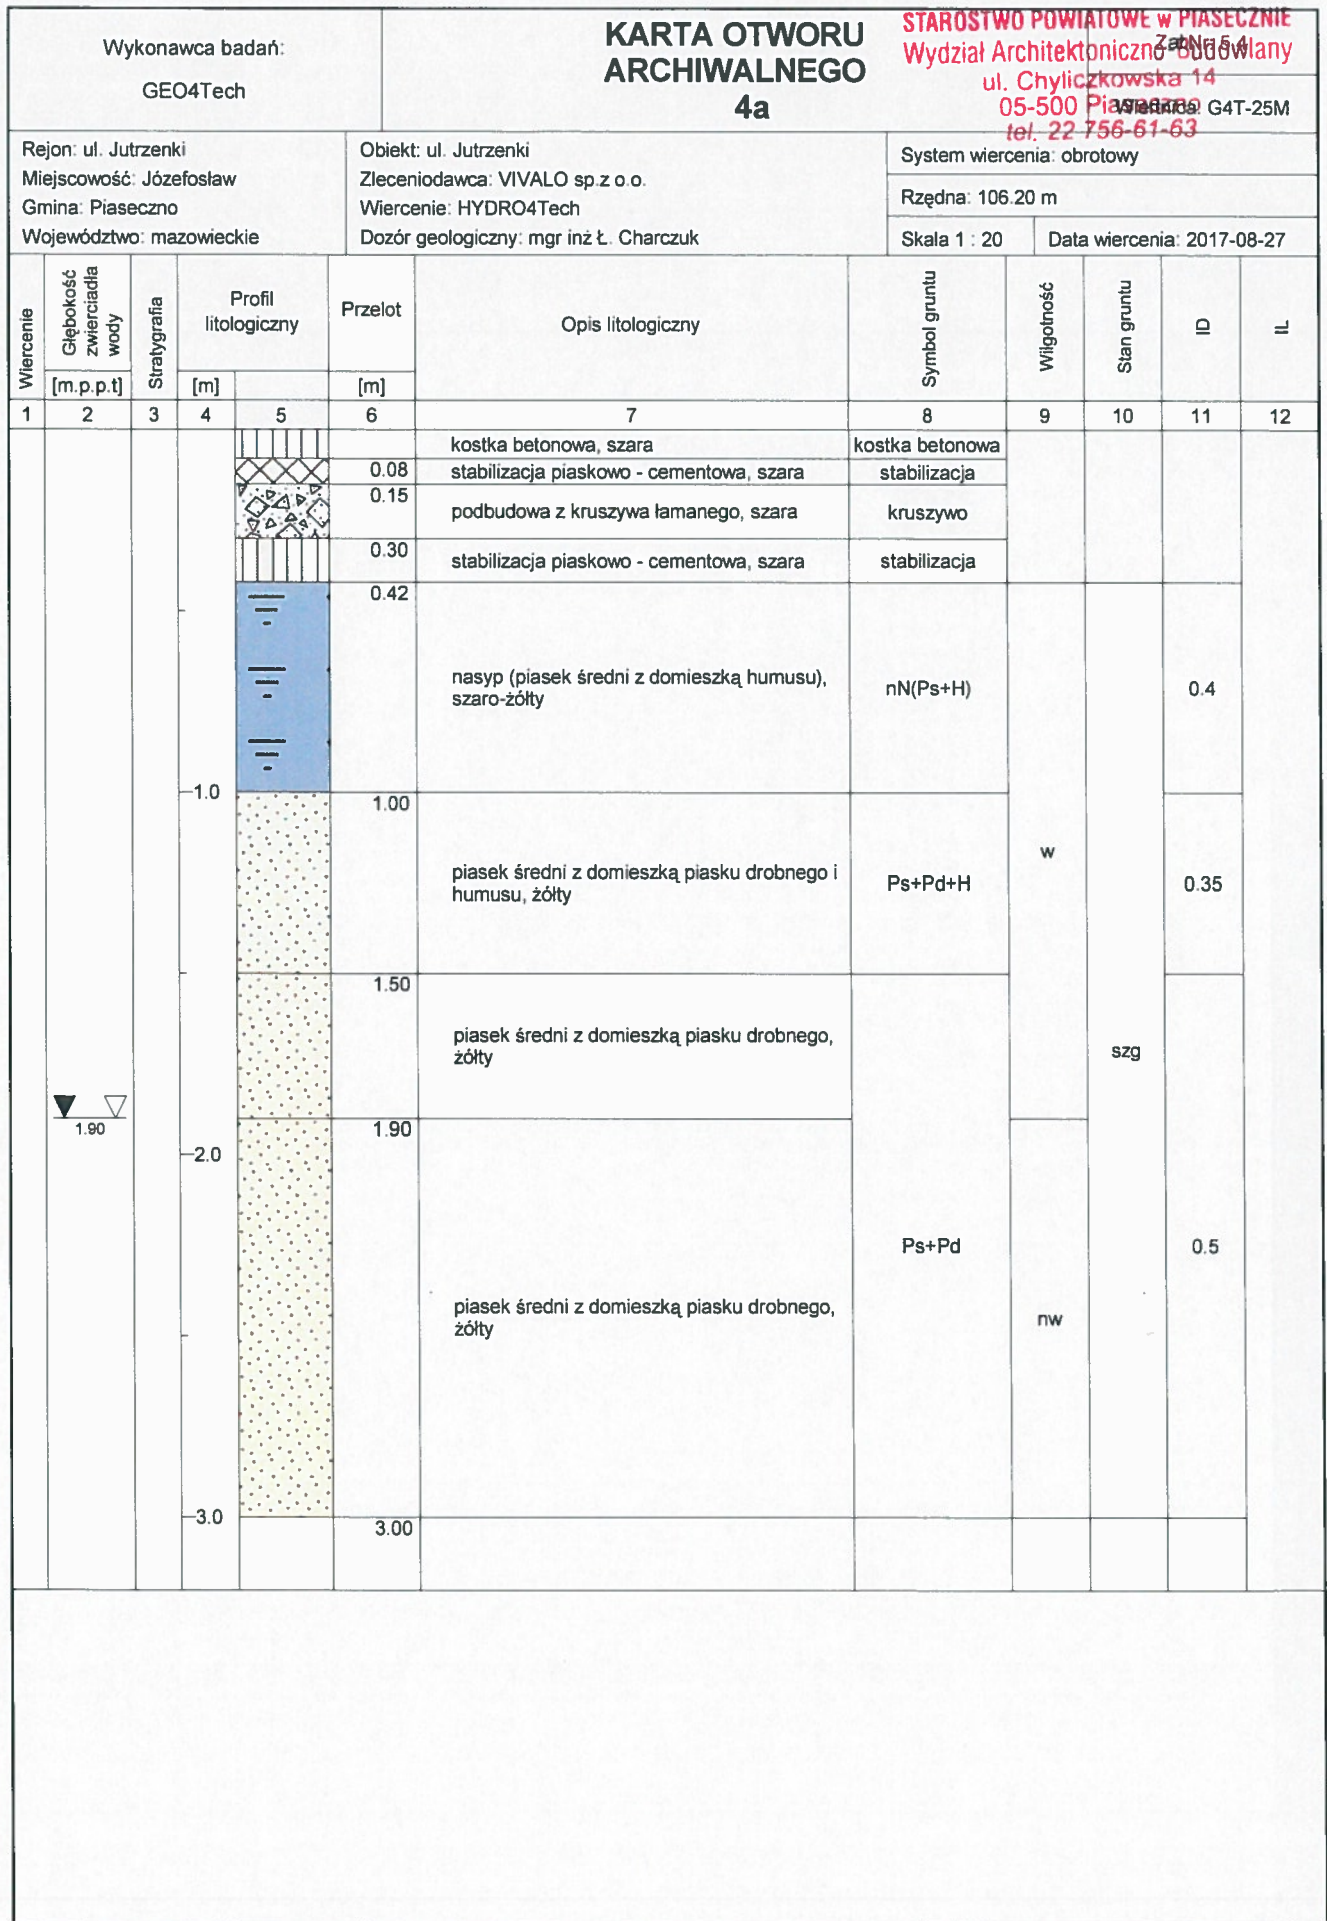 Wykonawca badań:
GEO4Tech
KARTA OTWORU
ARCHIWALNEGO
4a
STAROSTWO POWIATOWE w PIASECZNIE
Wydział Architektoniczno-Budowlany
ul. Chyliczkowska 14
05-500 Piaseczno
tel. 22 756-61-63
Zał.Nr: 5.4
Wiertnica: G4T-25M
Rejon: ul. Jutrzenki
Miejscowość: Józefosław
Gmina: Piaseczno
Województwo: mazowieckie
Obiekt: ul. Jutrzenki
Zleceniodawca: VIVALO sp.z o.o.
Wiercenie: HYDRO4Tech
Dozór geologiczny: mgr inż Ł. Charczuk
System wiercenia: obrotowy
Rzędna: 106.20 m
Skala 1 : 20
Data wiercenia: 2017-08-27
Wiercenie
Głębokość
zwierciadła
wody
[m.p.p.t]
Stratygrafia
Profil
litologiczny
[m]
Przelot
[m]
Opis litologiczny
Symbol gruntu
Wilgotność
Stan gruntu
ID
IL
1 2 3 4 5 6 7 8 9 10 11 12
kostka betonowa, szara kostka betonowa
0.08 stabilizacja piaskowo - cementowa, szara stabilizacja
0.15
podbudowa z kruszywa łamanego, szara kruszywo
0.30
stabilizacja piaskowo - cementowa, szara stabilizacja
0.42
nasyp (piasek średni z domieszką humusu),
szaro-żółty
nN(Ps+H)
0.4
1.0
1.00
w
piasek średni z domieszką piasku drobnego i
humusu, żółty
Ps+Pd+H
0.35
1.50
piasek średni z domieszką piasku drobnego,
żółty
szg
1.90
1.90
2.0
Ps+Pd
0.5
piasek średni z domieszką piasku drobnego,
żółty
nw
3.0
3.00